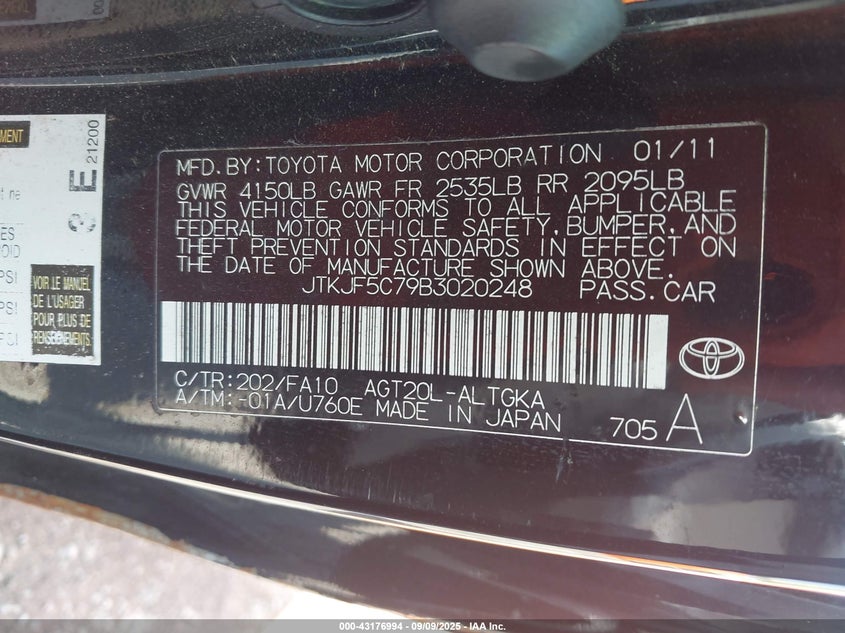 MENT
3E
21200
VOIR LE MANUEL
DE L'USAGER
POUR PLUS DE
RENSEIGNEMENTS.
MFD.BY:TOYOTA MOTOR CORPORATION 01/11
GVWR 4150LB GAWR FR 2535LB RR 2095LB
THIS VEHICLE CONFORMS TO ALL APPLICABLE
FEDERAL MOTOR VEHICLE SAFETY,BUMPER,AND
THEFT PREVENTION STANDARDS IN EFFECT ON
THE DATE OF MANUFACTURE SHOWN ABOVE.
JTKJF5C79B3020248 PASS.CAR
C/TR:202/FA10 AGT20L-ALTGKA
A/TM:-01A/U760E MADE IN JAPAN
705 A
000-43176994 - 09/09/2025 - IAA Inc.